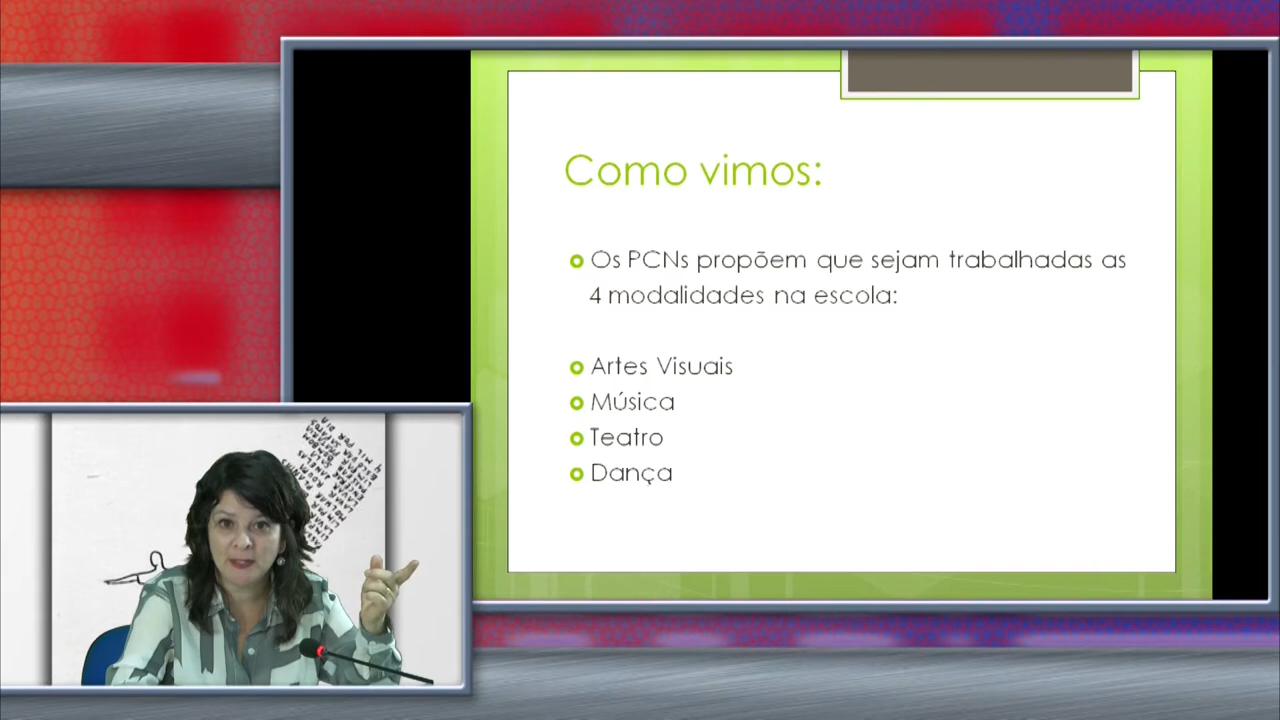 Como vimos:
Os PCNs propõem que sejam trabalhadas as
4 modalidades na escola:
Artes Visuais
Música
Teatro
Dança